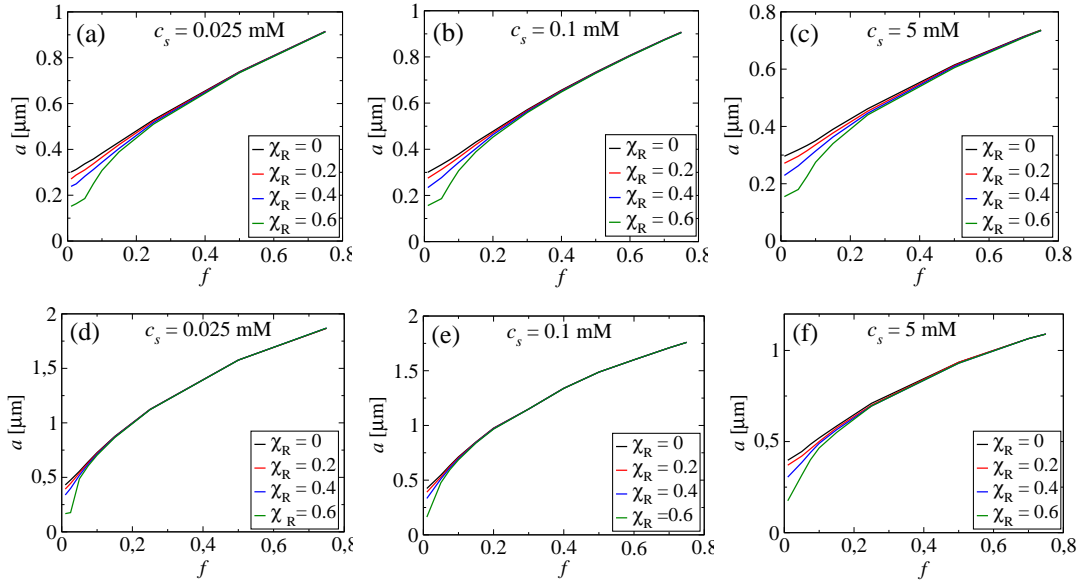 (a) c_s = 0.025 mM
a [μm]
1
0.8
0.6
0.4
0.2
0
χ_R = 0
χ_R = 0.2
χ_R = 0.4
χ_R = 0.6
0 0.2 0.4 0.6 0.8
f
(b) c_s = 0.1 mM
a [μm]
1
0.8
0.6
0.4
0.2
0
χ_R = 0
χ_R = 0.2
χ_R = 0.4
χ_R = 0.6
0 0.2 0.4 0.6 0.8
f
(c) c_s = 5 mM
a [μm]
0.8
0.6
0.4
0.2
0
χ_R = 0
χ_R = 0.2
χ_R = 0.4
χ_R = 0.6
0 0.2 0.4 0.6 0.8
f
(d) c_s = 0.025 mM
a [μm]
2
1,5
1
0.5
0
χ_R = 0
χ_R = 0.2
χ_R = 0.4
χ_R = 0.6
0 0,2 0,4 0,6 0,8
f
(e) c_s = 0.1 mM
a [μm]
2
1.5
1
0.5
0
χ_R = 0
χ_R = 0.2
χ_R = 0.4
χ_R =0.6
0 0.2 0.4 0.6 0.8
f
(f) c_s = 5 mM
a [μm]
1
0,5
0
χ_R = 0
χ_R = 0.2
χ_R = 0.4
χ_R = 0.6
0 0,2 0,4 0,6 0,8
f